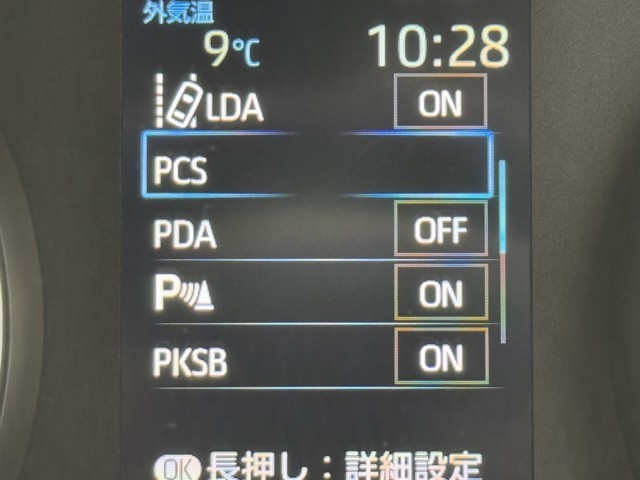 外気温
9℃ 10:28
LDA ON
PCS
PDA OFF
P ON
PKSB ON
OK 長押し：詳細設定